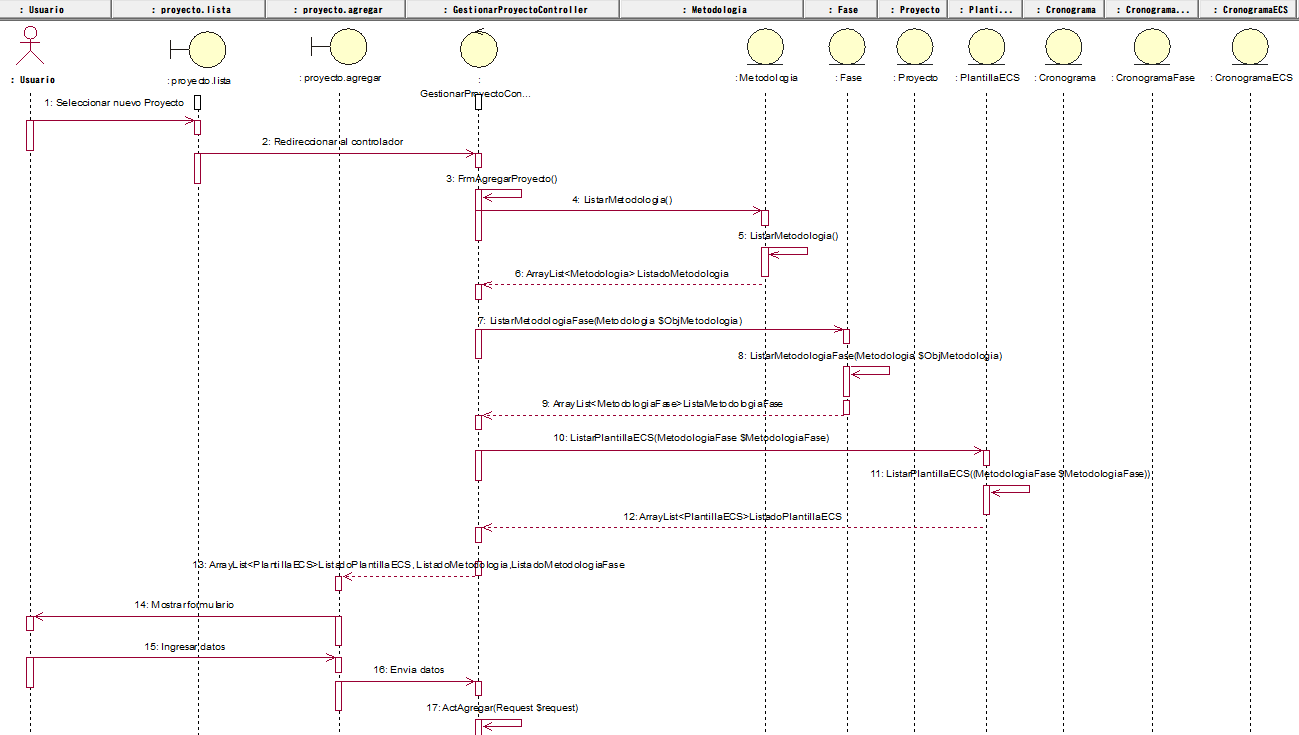 : Usuario : proyecto.lista : proyecto.agregar : GestionarProyectoController : Metodologia : Fase : Proyecto : Planti... : Cronograma : Cronograma... : CronogramaECS
: Usuario : proyecto.lista : proyecto.agregar : GestionarProyectoCon... : Metodologia : Fase : Proyecto : PlantillaECS : Cronograma : CronogramaFase : CronogramaECS
1: Seleccionar nuevo Proyecto
2: Redireccionar al controlador
3: FrmAgregarProyecto()
4: ListarMetodologia()
5: ListarMetodologia()
6: ArrayList<Metodologia> ListadoMetodologia
7: ListarMetodologiaFase(Metodologia $ObjMetodologia)
8: ListarMetodologiaFase(Metodologia $ObjMetodologia)
9: ArrayList<MetodologiaFase>ListaMetodologiaFase
10: ListarPlantillaECS(MetodologiaFase $MetodologiaFase)
11: ListarPlantillaECS((MetodologiaFase $MetodologiaFase))
12: ArrayList<PlantillaECS>ListadoPlantillaECS
13: ArrayList<PlantillaECS>ListadoPlantillaECS, ListadoMetodologia,ListadoMetodologiaFase
14: Mostrar formulario
15: Ingresar datos
16: Envia datos
17: ActAgregar(Request $request)